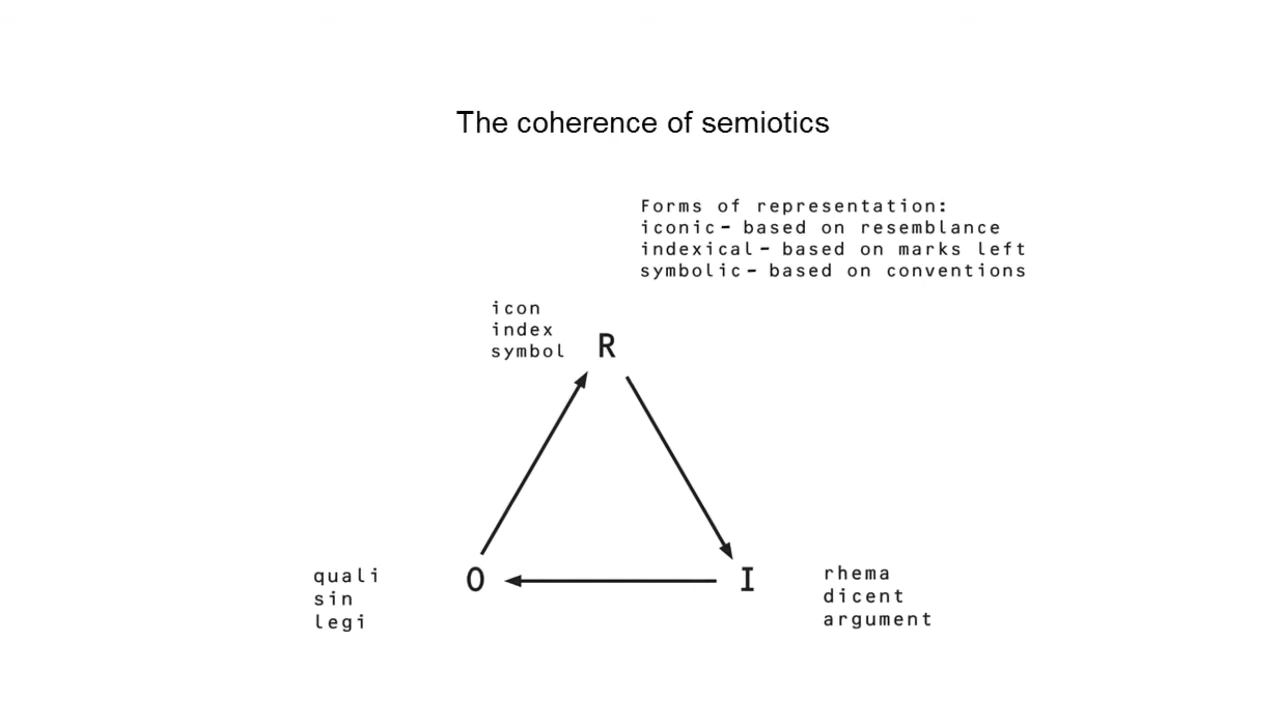 The coherence of semiotics
Forms of representation:
iconic – based on resemblance
indexical – based on marks left
symbolic – based on conventions
icon
index
symbol
R
quali
sin
legi
O
I
rhema
dicent
argument